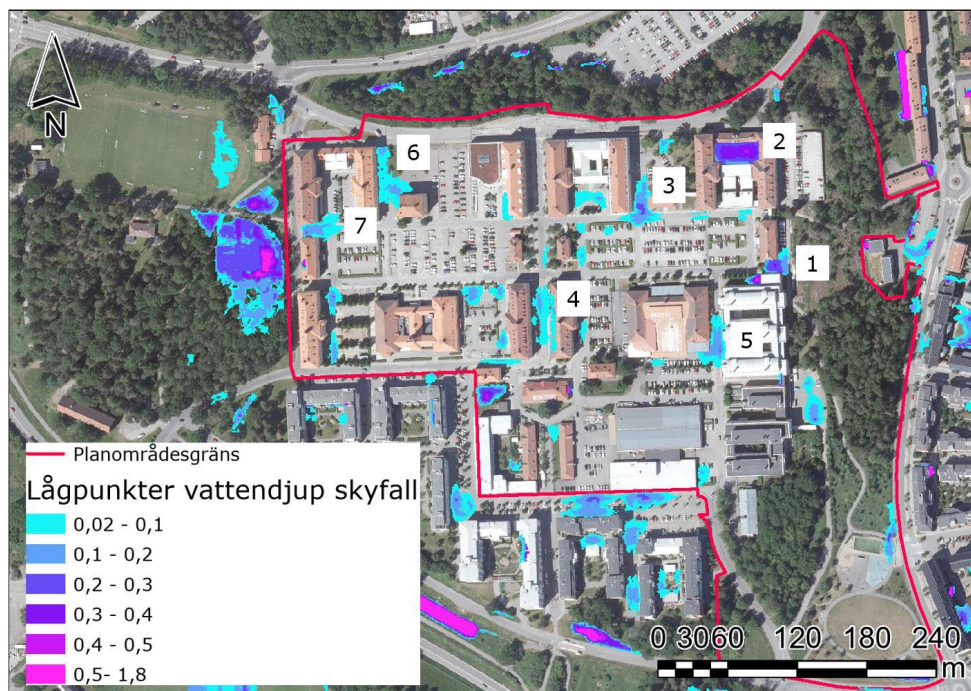 N
6
2
3
7
1
4
5
Planområdesgräns
Lågpunkter vattendjup skyfall
0,02 - 0,1
0,1 - 0,2
0,2 - 0,3
0,3 - 0,4
0,4 - 0,5
0,5- 1,8
0 30 60 120 180 240
m